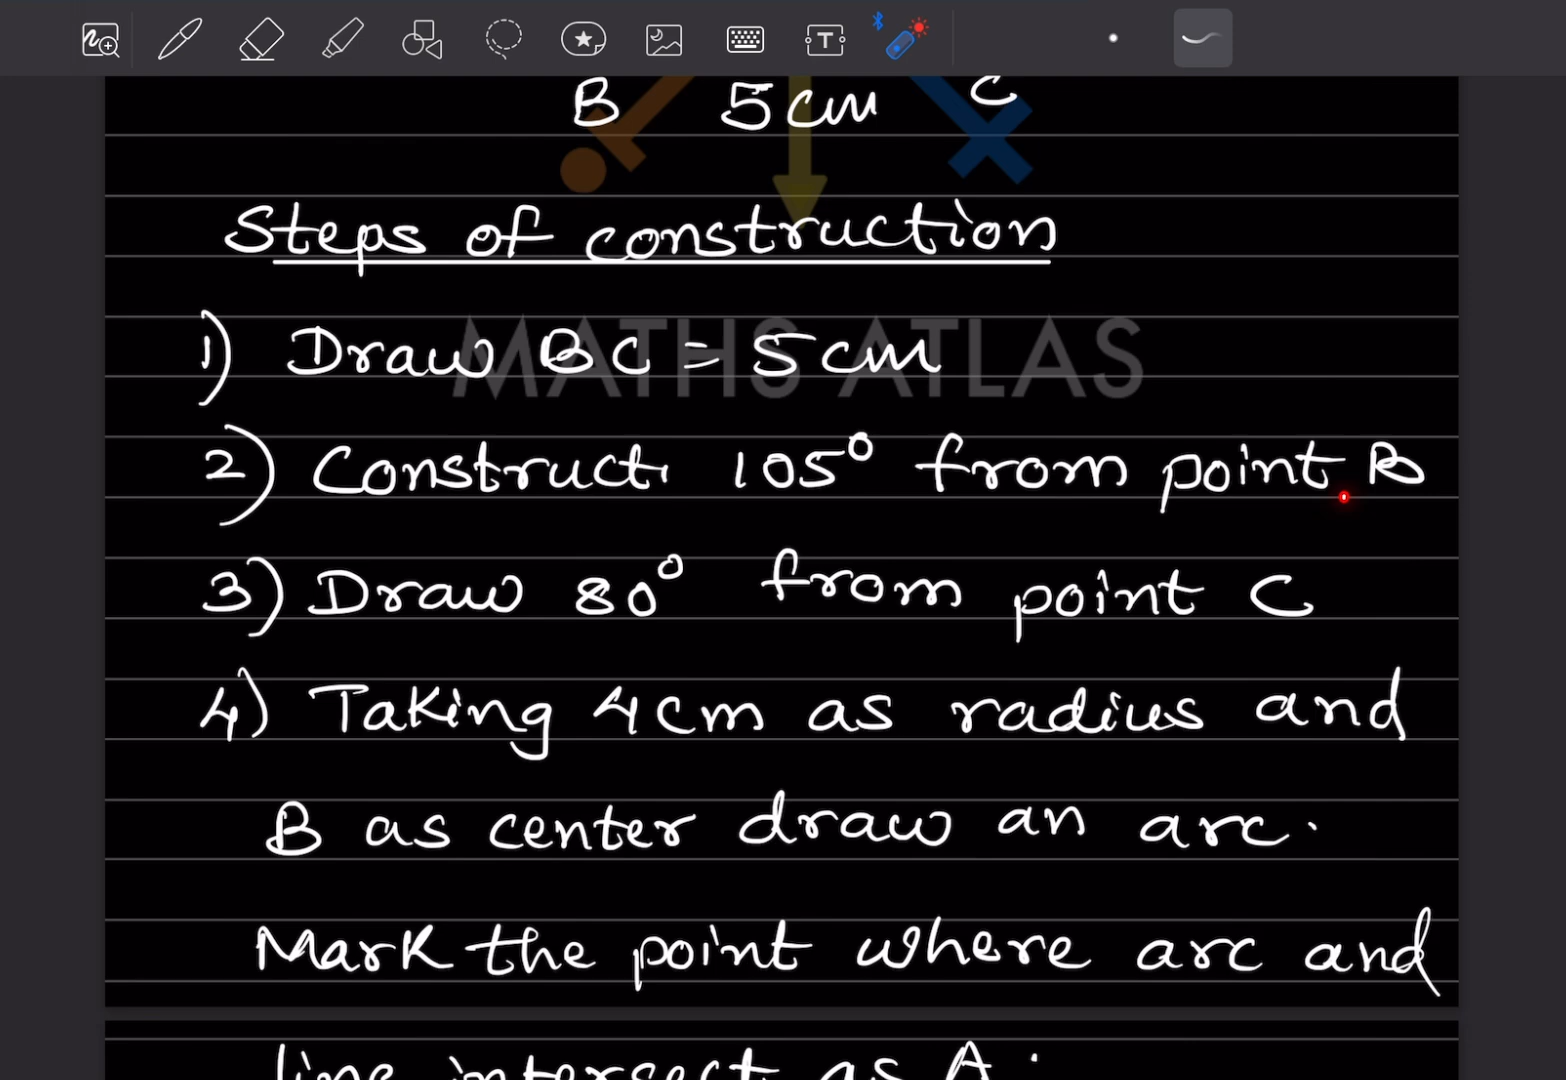 B 5cm C
Steps of construction
MATHS ATLAS
1) Draw BC = 5cm
2) Construct 105° from point B
3) Draw 80° from point C
4) Taking 4cm as radius and
B as center draw an arc.
Mark the point where arc and
line intersect as A.